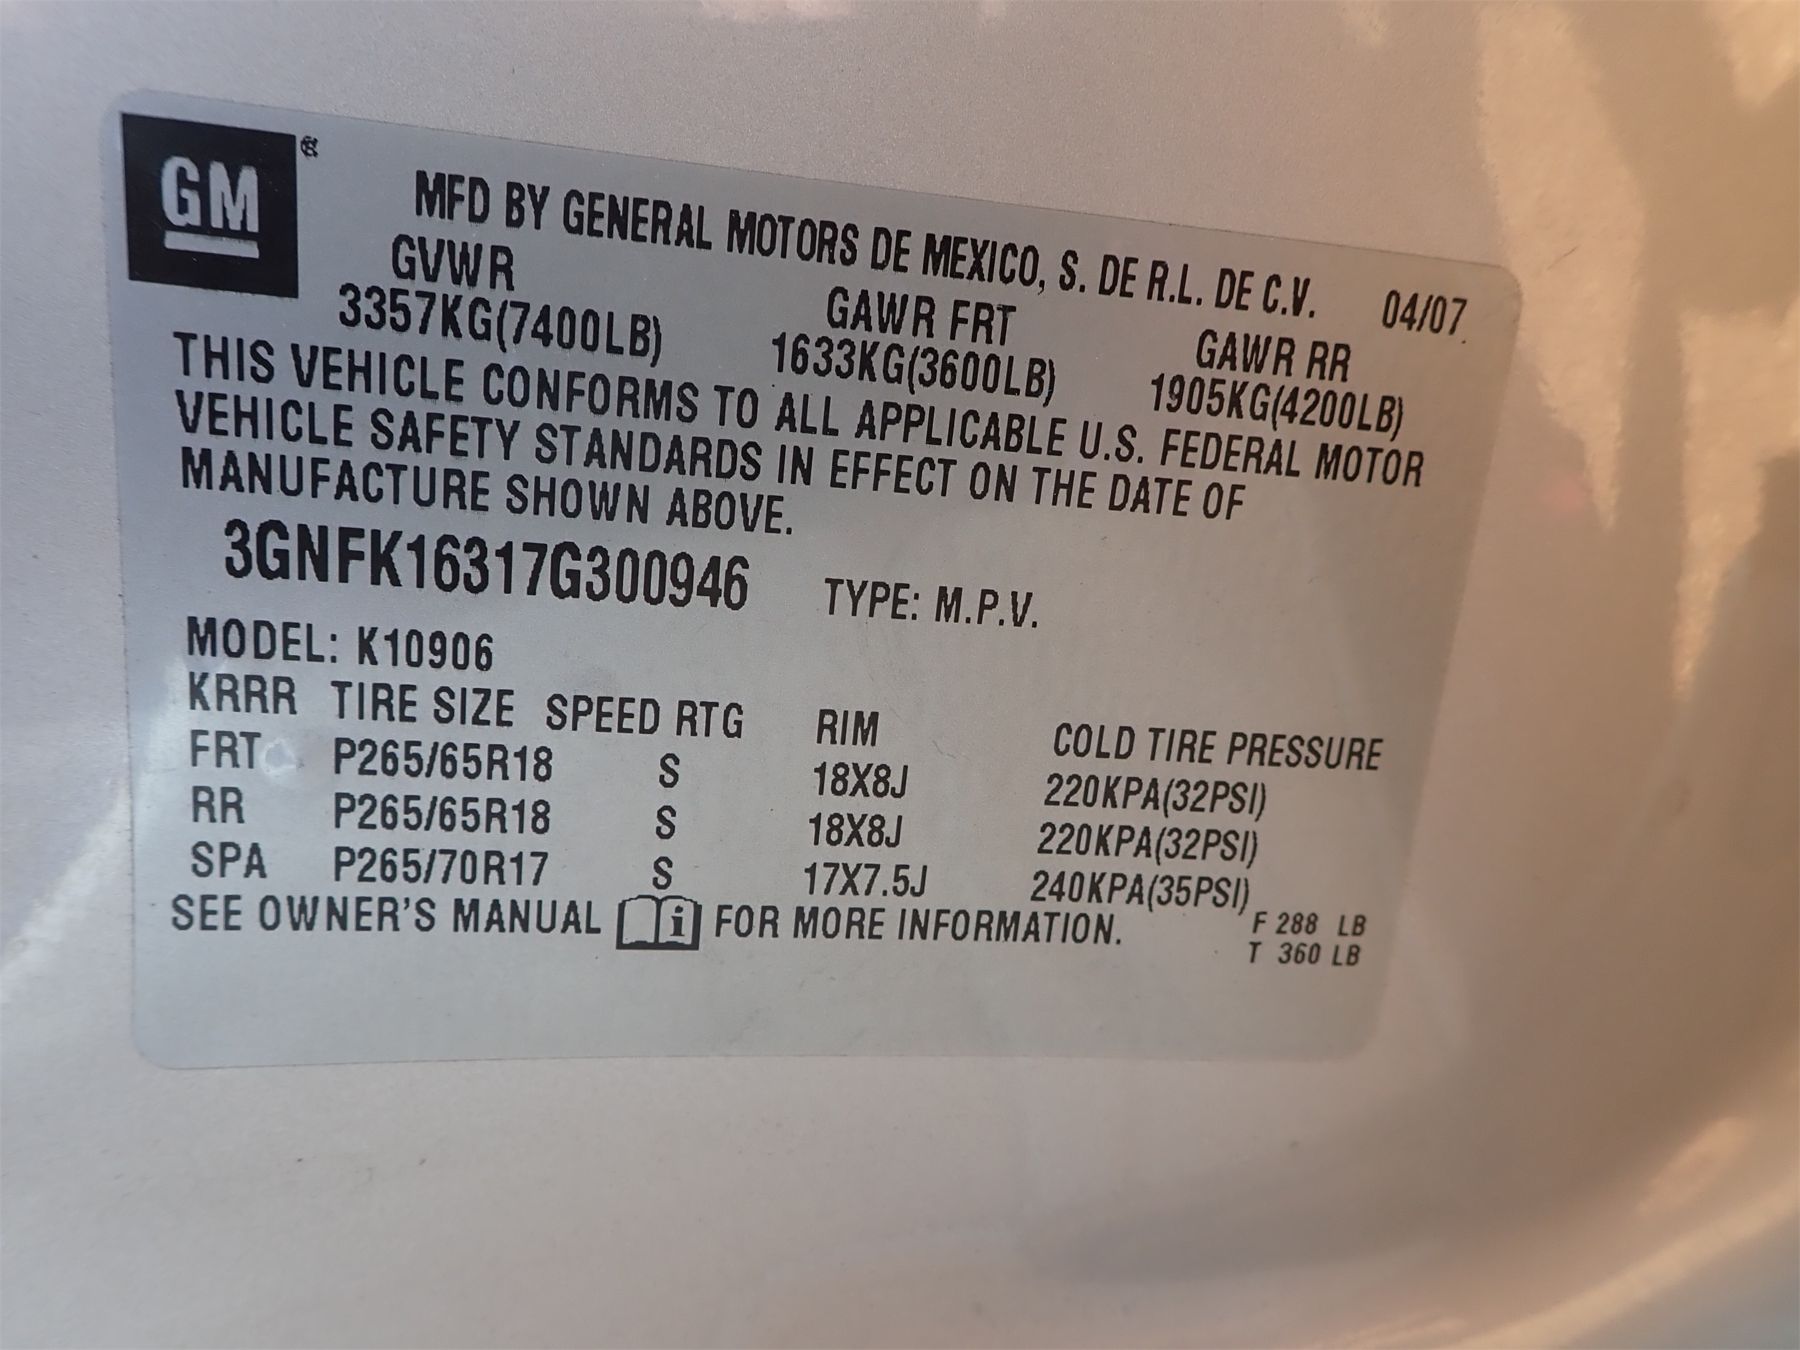 GM ®
MFD BY GENERAL MOTORS DE MEXICO, S. DE R.L. DE C.V. 04/07
GVWR GAWR FRT GAWR RR
3357KG(7400LB) 1633KG(3600LB) 1905KG(4200LB)
THIS VEHICLE CONFORMS TO ALL APPLICABLE U.S. FEDERAL MOTOR
VEHICLE SAFETY STANDARDS IN EFFECT ON THE DATE OF
MANUFACTURE SHOWN ABOVE.
3GNFK16317G300946 TYPE: M.P.V.
MODEL: K10906
KRRR TIRE SIZE SPEED RTG RIM COLD TIRE PRESSURE
FRT P265/65R18 S 18X8J 220KPA(32PSI)
RR P265/65R18 S 18X8J 220KPA(32PSI)
SPA P265/70R17 S 17X7.5J 240KPA(35PSI)
SEE OWNER'S MANUAL i FOR MORE INFORMATION. F 288 LB
T 360 LB